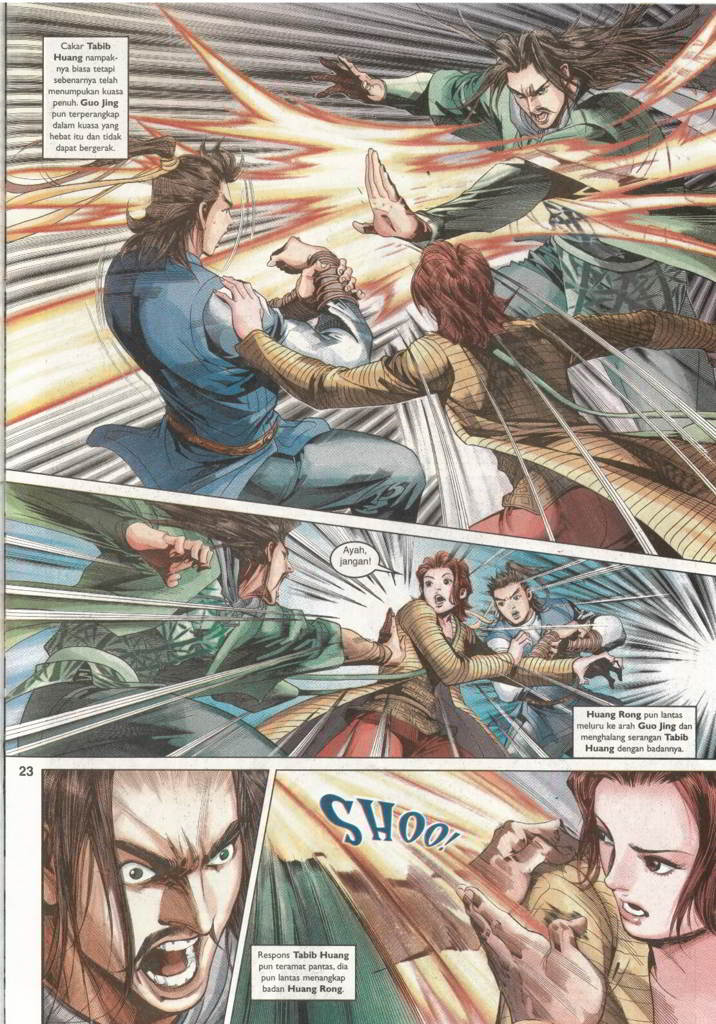 Cakar Tabib
Huang nampak-
nya biasa tetapi
sebenarnya telah
menumpukan kuasa
penuh. Guo Jing
pun terperangkap
dalam kuasa yang
hebat itu dan tidak
dapat bergerak.
Ayah,
jangan!
Huang Rong pun lantas
meluru ke arah Guo Jing dan
menghalang serangan Tabib
Huang dengan badannya.
23
SHOO!
Respons Tabib Huang
pun teramat pantas, dia
pun lantas menangkap
badan Huang Rong.